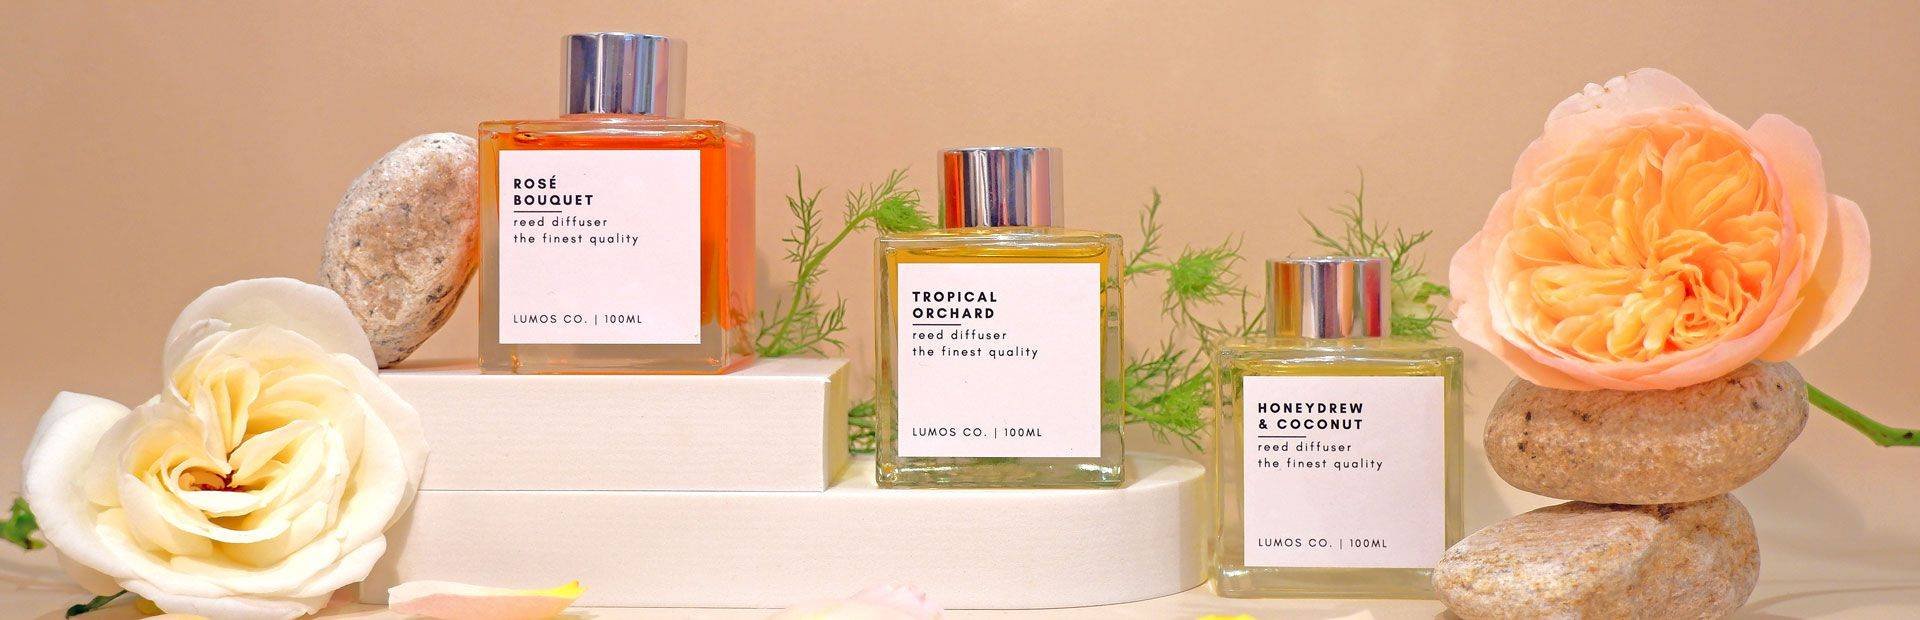 ROSÉ
BOUQUET
reed diffuser
the finest quality
LUMOS CO. | 100ML
TROPICAL
ORCHARD
reed diffuser
the finest quality
LUMOS CO. | 100ML
HONEYDREW
& COCONUT
reed diffuser
the finest quality
LUMOS CO. | 100ML